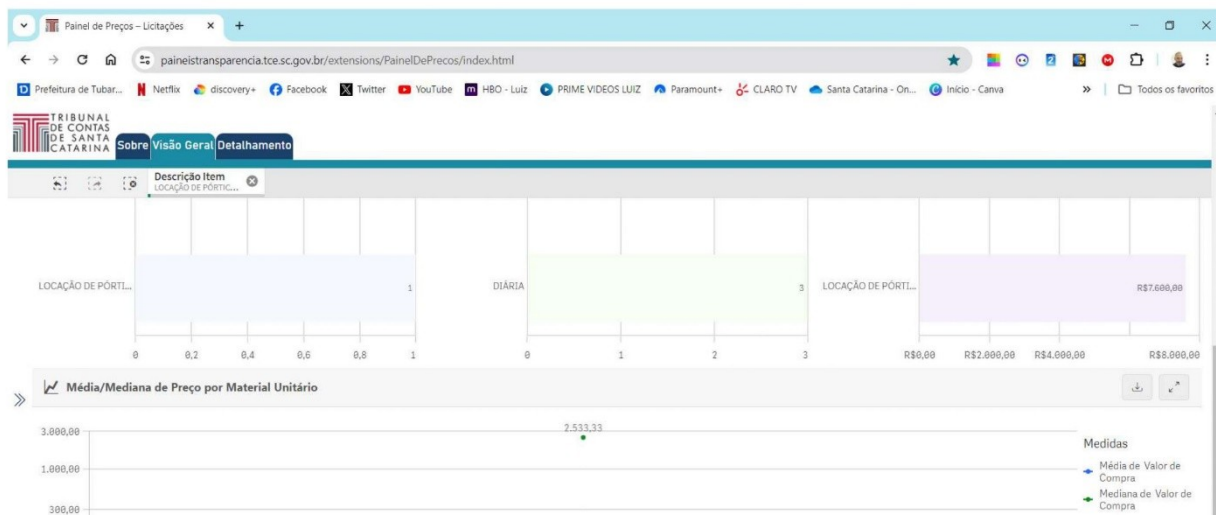 Painel de Preços – Licitações
paineistransparencia.tce.sc.gov.br/extensions/PainelDePrecos/index.html
Prefeitura de Tubar... Netflix discovery+ Facebook Twitter YouTube HBO - Luiz PRIME VIDEOS LUIZ Paramount+ CLARO TV Santa Catarina - On... Início - Canva » Todos os favoritos
TRIBUNAL
DE CONTAS
DE SANTA
CATARINA
Sobre Visão Geral Detalhamento
Descrição Item
LOCAÇÃO DE PÓRTIC...
LOCAÇÃO DE PÓRTI... 1 DIÁRIA 3 LOCAÇÃO DE PÓRTI... R$7.600,00
0 0,2 0,4 0,6 0,8 1 0 1 2 3 R$0,00 R$2.000,00 R$4.000,00 R$8.000,00
Média/Mediana de Preço por Material Unitário
3.000,00 2.533,33
Medidas
1.000,00
Média de Valor de
Compra
Mediana de Valor de
Compra
300,00